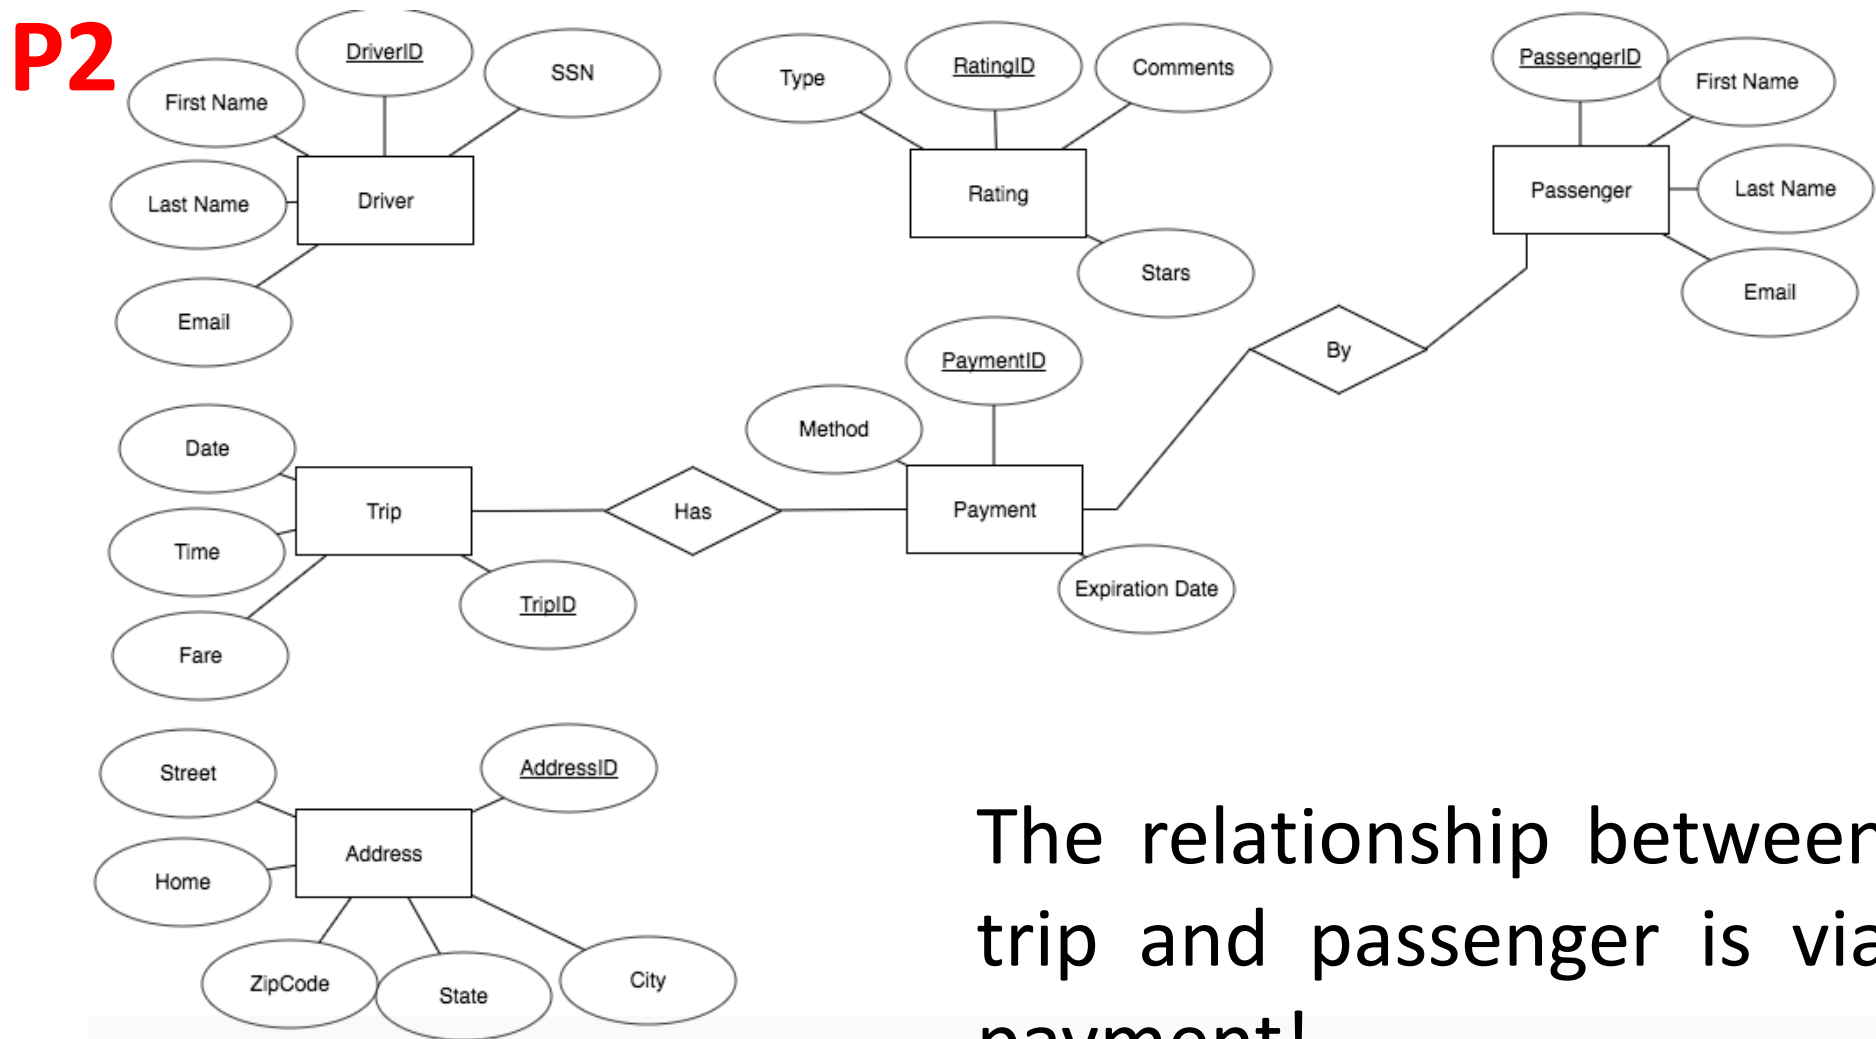 P2
DriverID
SSN
First Name
Driver
Last Name
Email
Type
RatingID
Comments
Rating
Stars
PassengerID
First Name
Passenger
Last Name
Email
By
PaymentID
Method
Payment
Expiration Date
Has
Date
Trip
Time
TripID
Fare
Street
AddressID
Address
Home
ZipCode
State
City
The relationship between
trip and passenger is via
payment!